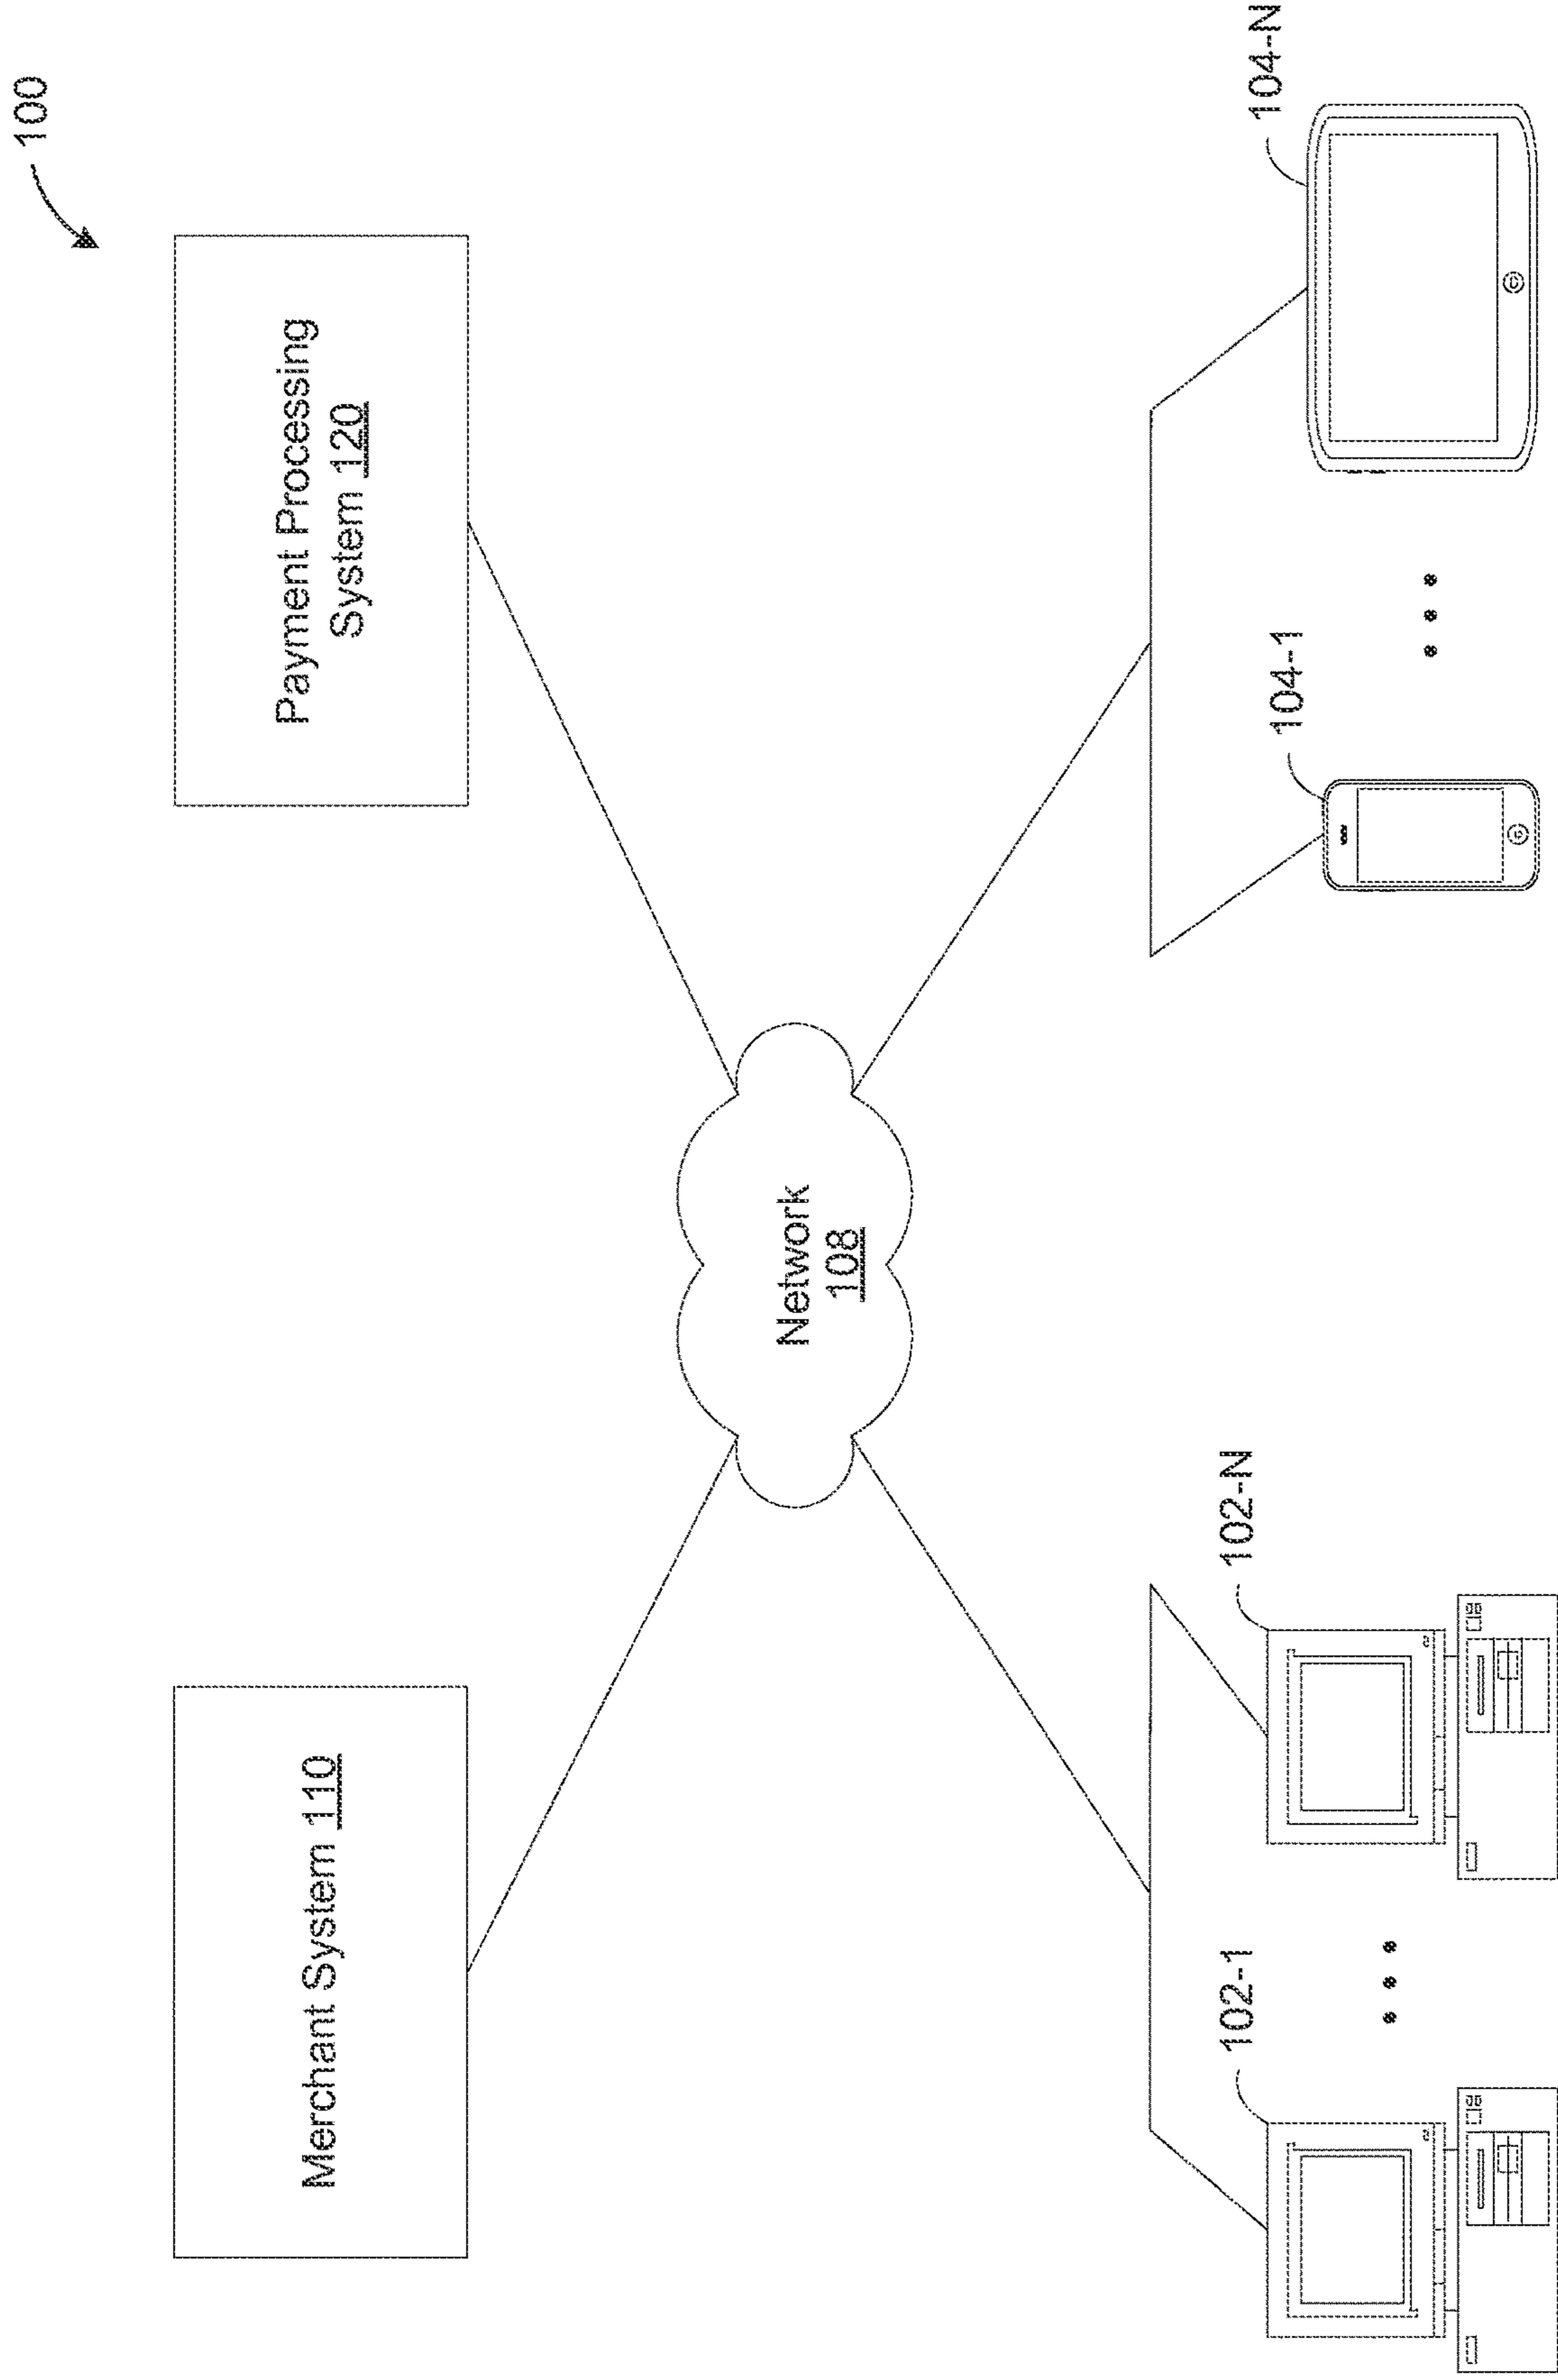 100
Merchant System 110
Payment Processing
System 120
Network
108
102-1
102-N
104-1
104-N